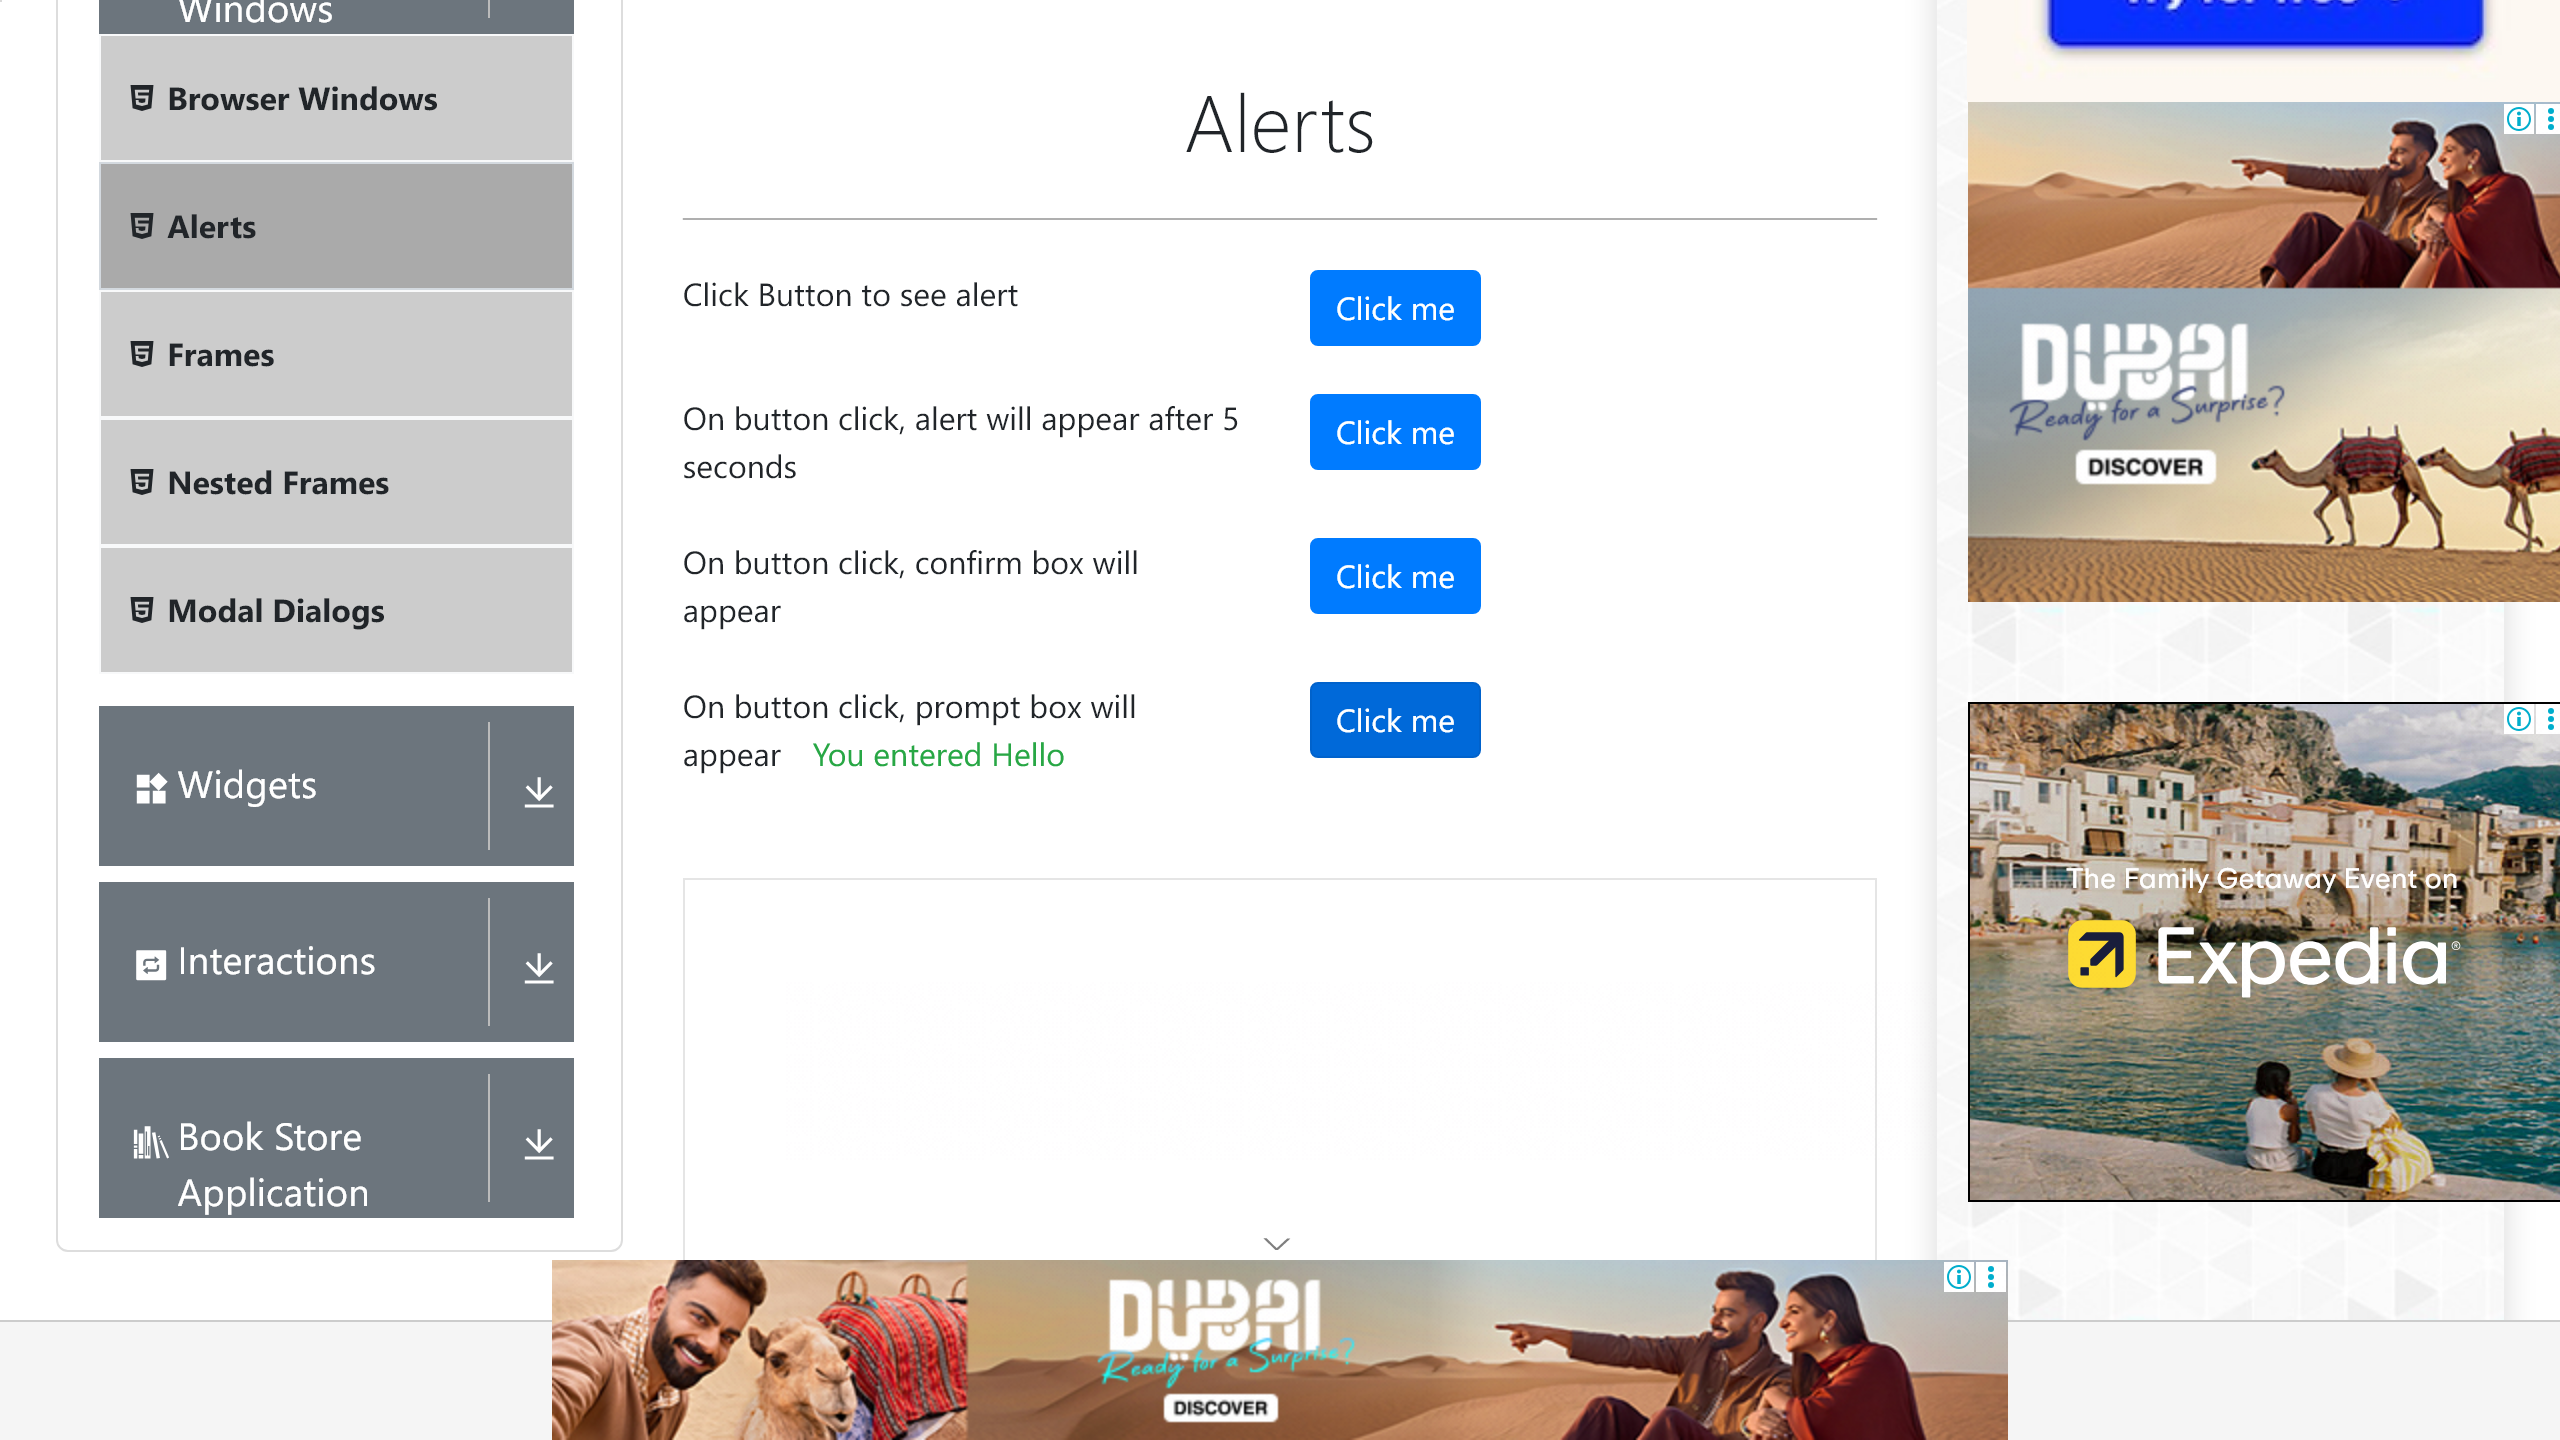 Windows
Browser Windows
Alerts
Frames
Nested Frames
Modal Dialogs
Widgets
Interactions
Book Store
Application
Alerts
Click Button to see alert
Click me
On button click, alert will appear after 5
seconds
Click me
On button click, confirm box will
appear
Click me
On button click, prompt box will
appear You entered Hello
Click me
Try for free
DUBAI
Ready for a Surprise?
DISCOVER
The Family Getaway Event on
Expedia®
DUBAI
Ready for a Surprise?
DISCOVER